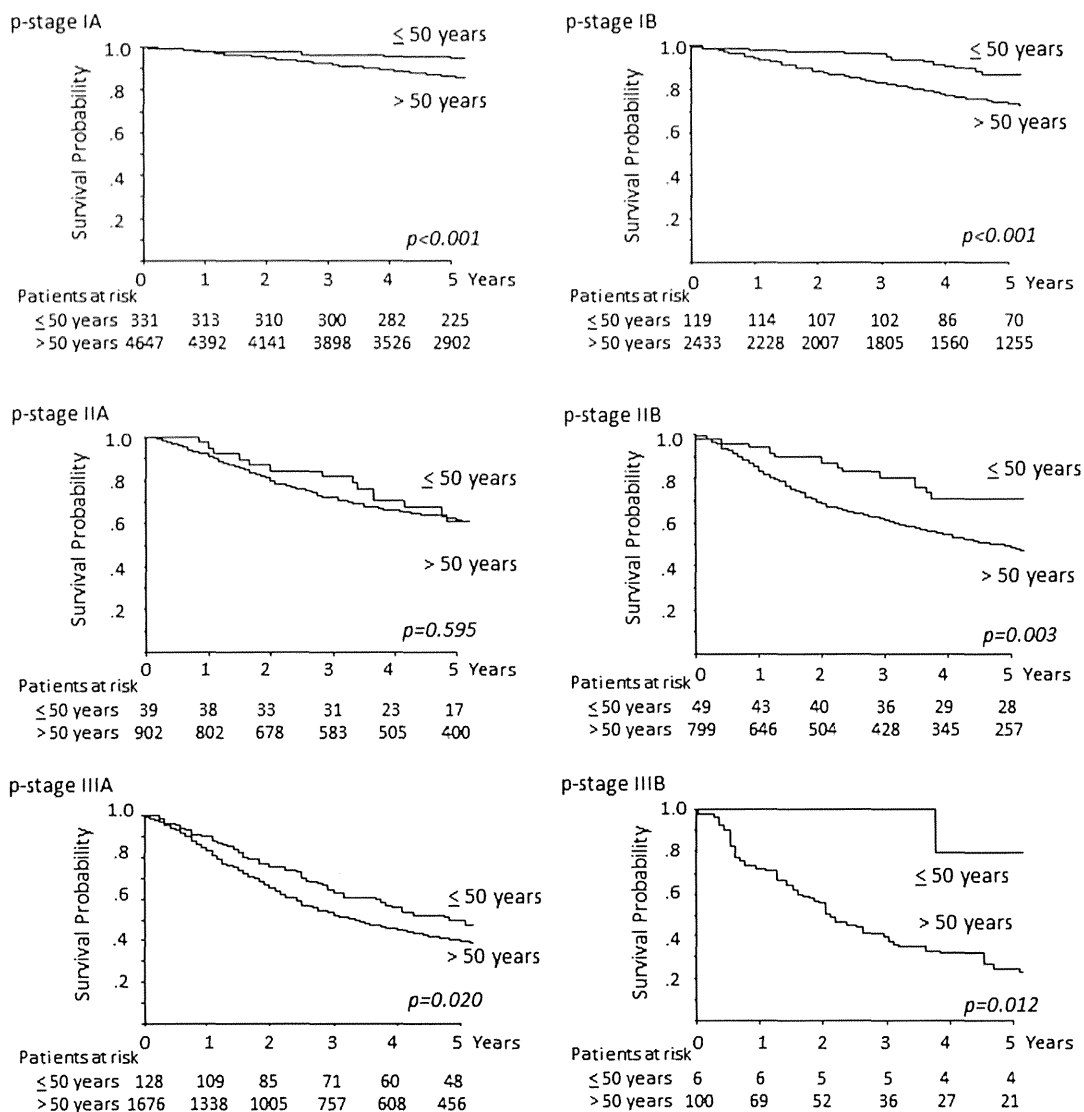 p-stage IA
Survival Probability
1.0
.8
.6
.4
.2
≤ 50 years
> 50 years
p<0.001
0 1 2 3 4 5 Years
Patients at risk
≤ 50 years 331 313 310 300 282 225
> 50 years 4647 4392 4141 3898 3526 2902
p-stage IB
Survival Probability
1.0
.8
.6
.4
.2
≤ 50 years
> 50 years
p<0.001
0 1 2 3 4 5 Years
Patients at risk
≤ 50 years 119 114 107 102 86 70
> 50 years 2433 2228 2007 1805 1560 1255
p-stage IIA
Survival Probability
1.0
.8
.6
.4
.2
≤ 50 years
> 50 years
p=0.595
0 1 2 3 4 5 Years
Patients at risk
≤ 50 years 39 38 33 31 23 17
> 50 years 902 802 678 583 505 400
p-stage IIB
Survival Probability
1.0
.8
.6
.4
.2
≤ 50 years
> 50 years
p=0.003
0 1 2 3 4 5 Years
Patients at risk
≤ 50 years 49 43 40 36 29 28
> 50 years 799 646 504 428 345 257
p-stage IIIA
Survival Probability
1.0
.8
.6
.4
.2
≤ 50 years
> 50 years
p=0.020
0 1 2 3 4 5 Years
Patients at risk
≤ 50 years 128 109 85 71 60 48
> 50 years 1676 1338 1005 757 608 456
p-stage IIIB
Survival Probability
1.0
.8
.6
.4
.2
≤ 50 years
> 50 years
p=0.012
0 1 2 3 4 5 Years
Patients at risk
≤ 50 years 6 6 5 5 4 4
> 50 years 100 69 52 36 27 21